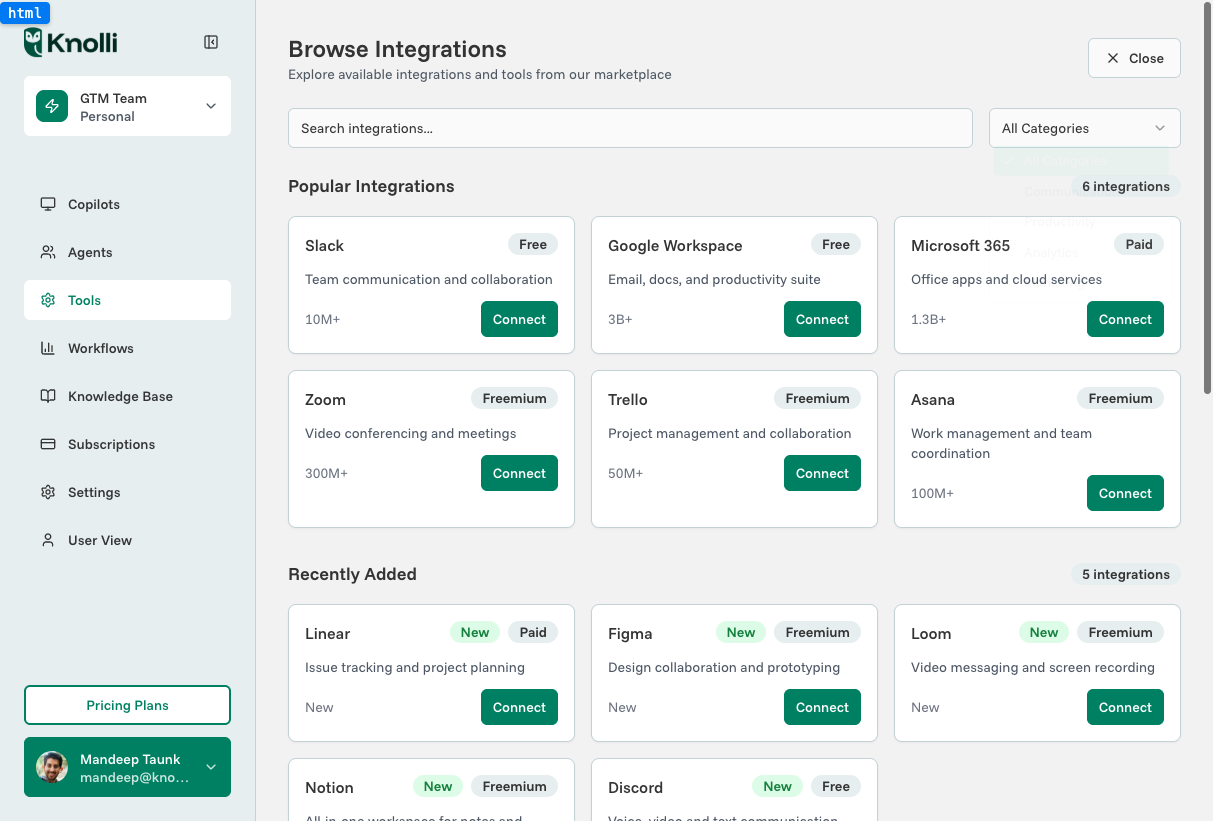 html
Knolli
GTM Team
Personal
Copilots
Agents
Tools
Workflows
Knowledge Base
Subscriptions
Settings
User View
Pricing Plans
Mandeep Taunk
mandeep@kno...
Browse Integrations
Explore available integrations and tools from our marketplace
Close
Search integrations...
All Categories
Popular Integrations
6 integrations
Productivity
Analytics
Slack
Free
Team communication and collaboration
10M+
Connect
Google Workspace
Free
Email, docs, and productivity suite
3B+
Connect
Microsoft 365
Paid
Office apps and cloud services
1.3B+
Connect
Zoom
Freemium
Video conferencing and meetings
300M+
Connect
Trello
Freemium
Project management and collaboration
50M+
Connect
Asana
Freemium
Work management and team
coordination
100M+
Connect
Recently Added
5 integrations
Linear
New
Paid
Issue tracking and project planning
New
Connect
Figma
New
Freemium
Design collaboration and prototyping
New
Connect
Loom
New
Freemium
Video messaging and screen recording
New
Connect
Notion
New
Freemium
All-in-one workspace for notes and
Discord
New
Free
Voice, video and text communication